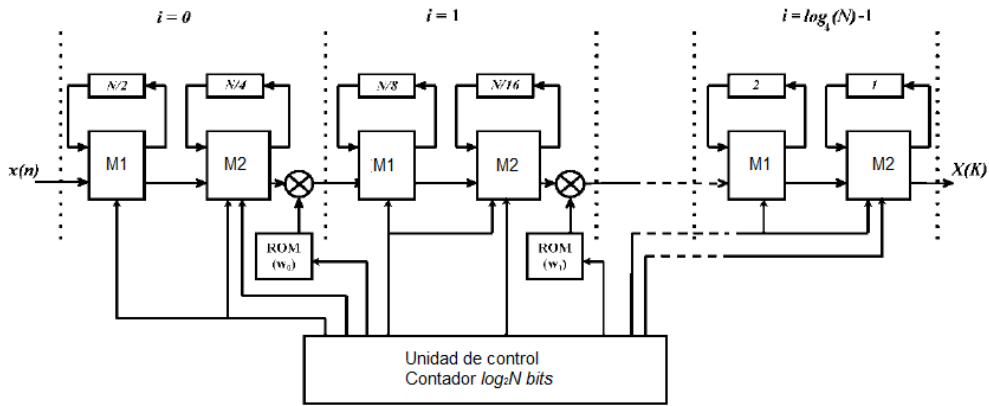 i = 0
i = 1
i = log₄(N)-1
N/2
N/4
N/8
N/16
2
1
x(n)
M1
M2
M1
M2
M1
M2
X(K)
ROM
(w₀)
ROM
(w₁)
Unidad de control
Contador log₂N bits